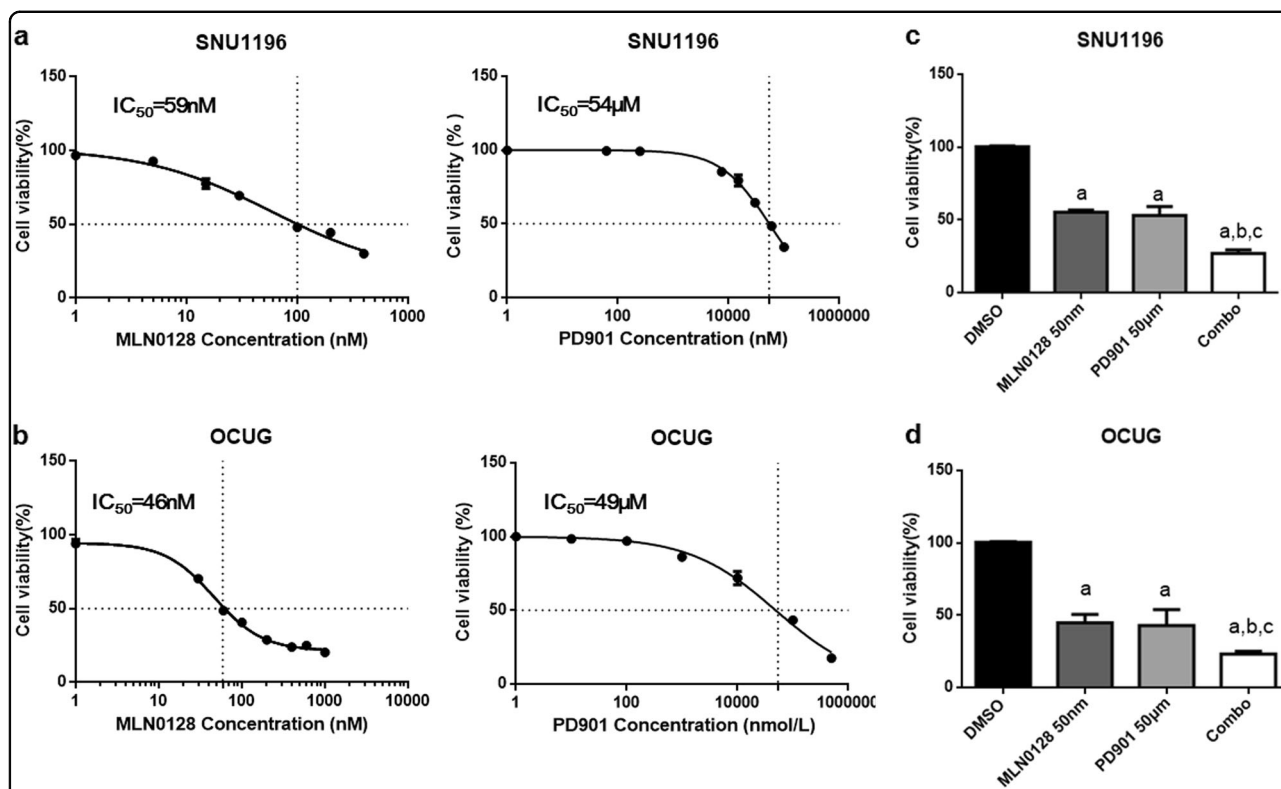 a
SNU1196
150
100
50
0
Cell viability(%)
IC50=59nM
1
10
100
1000
MLN0128 Concentration (nM)
SNU1196
150
100
50
0
Cell viability (% )
IC50=54μM
1
100
10000
1000000
PD901 Concentration (nM)
c
SNU1196
150
100
50
0
Cell viability(%)
a
a
a,b,c
DMSO
MLN0128 50nm
PD901 50μm
Combo
b
OCUG
150
100
50
0
Cell viability(%)
IC50=46nM
1
10
100
1000
10000
MLN0128 Concentration (nM)
OCUG
150
100
50
0
Cell viability (%)
IC50=49μM
1
100
10000
1000000
PD901 Concentration (nmol/L)
d
OCUG
150
100
50
0
Cell viability(%)
a
a
a,b,c
DMSO
MLN0128 50nm
PD901 50μm
Combo